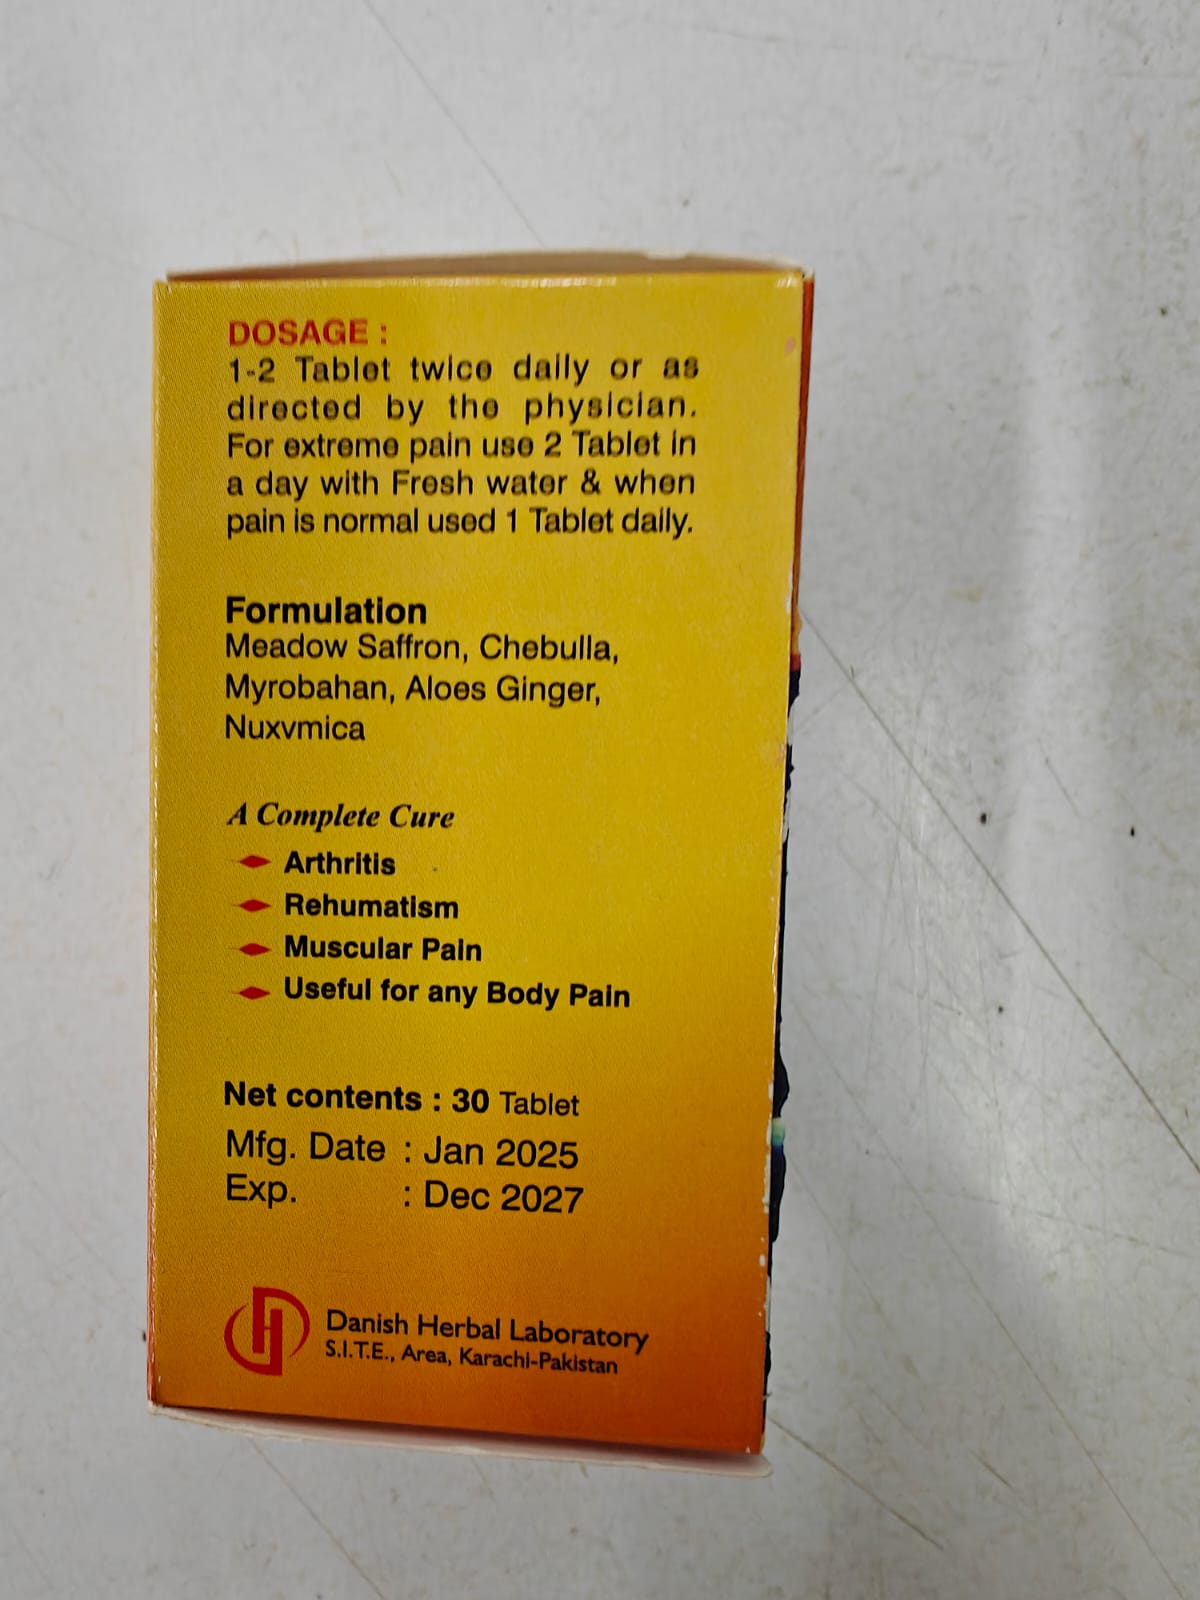 DOSAGE :
1-2 Tablet twice daily or as
directed by the physician.
For extreme pain use 2 Tablet in
a day with Fresh water & when
pain is normal used 1 Tablet daily.
Formulation
Meadow Saffron, Chebulla,
Myrobahan, Aloes Ginger,
Nuxvmica
A Complete Cure
Arthritis
Rehumatism
Muscular Pain
Useful for any Body Pain
Net contents : 30 Tablet
Mfg. Date : Jan 2025
Exp. : Dec 2027
Danish Herbal Laboratory
S.I.T.E., Area, Karachi-Pakistan